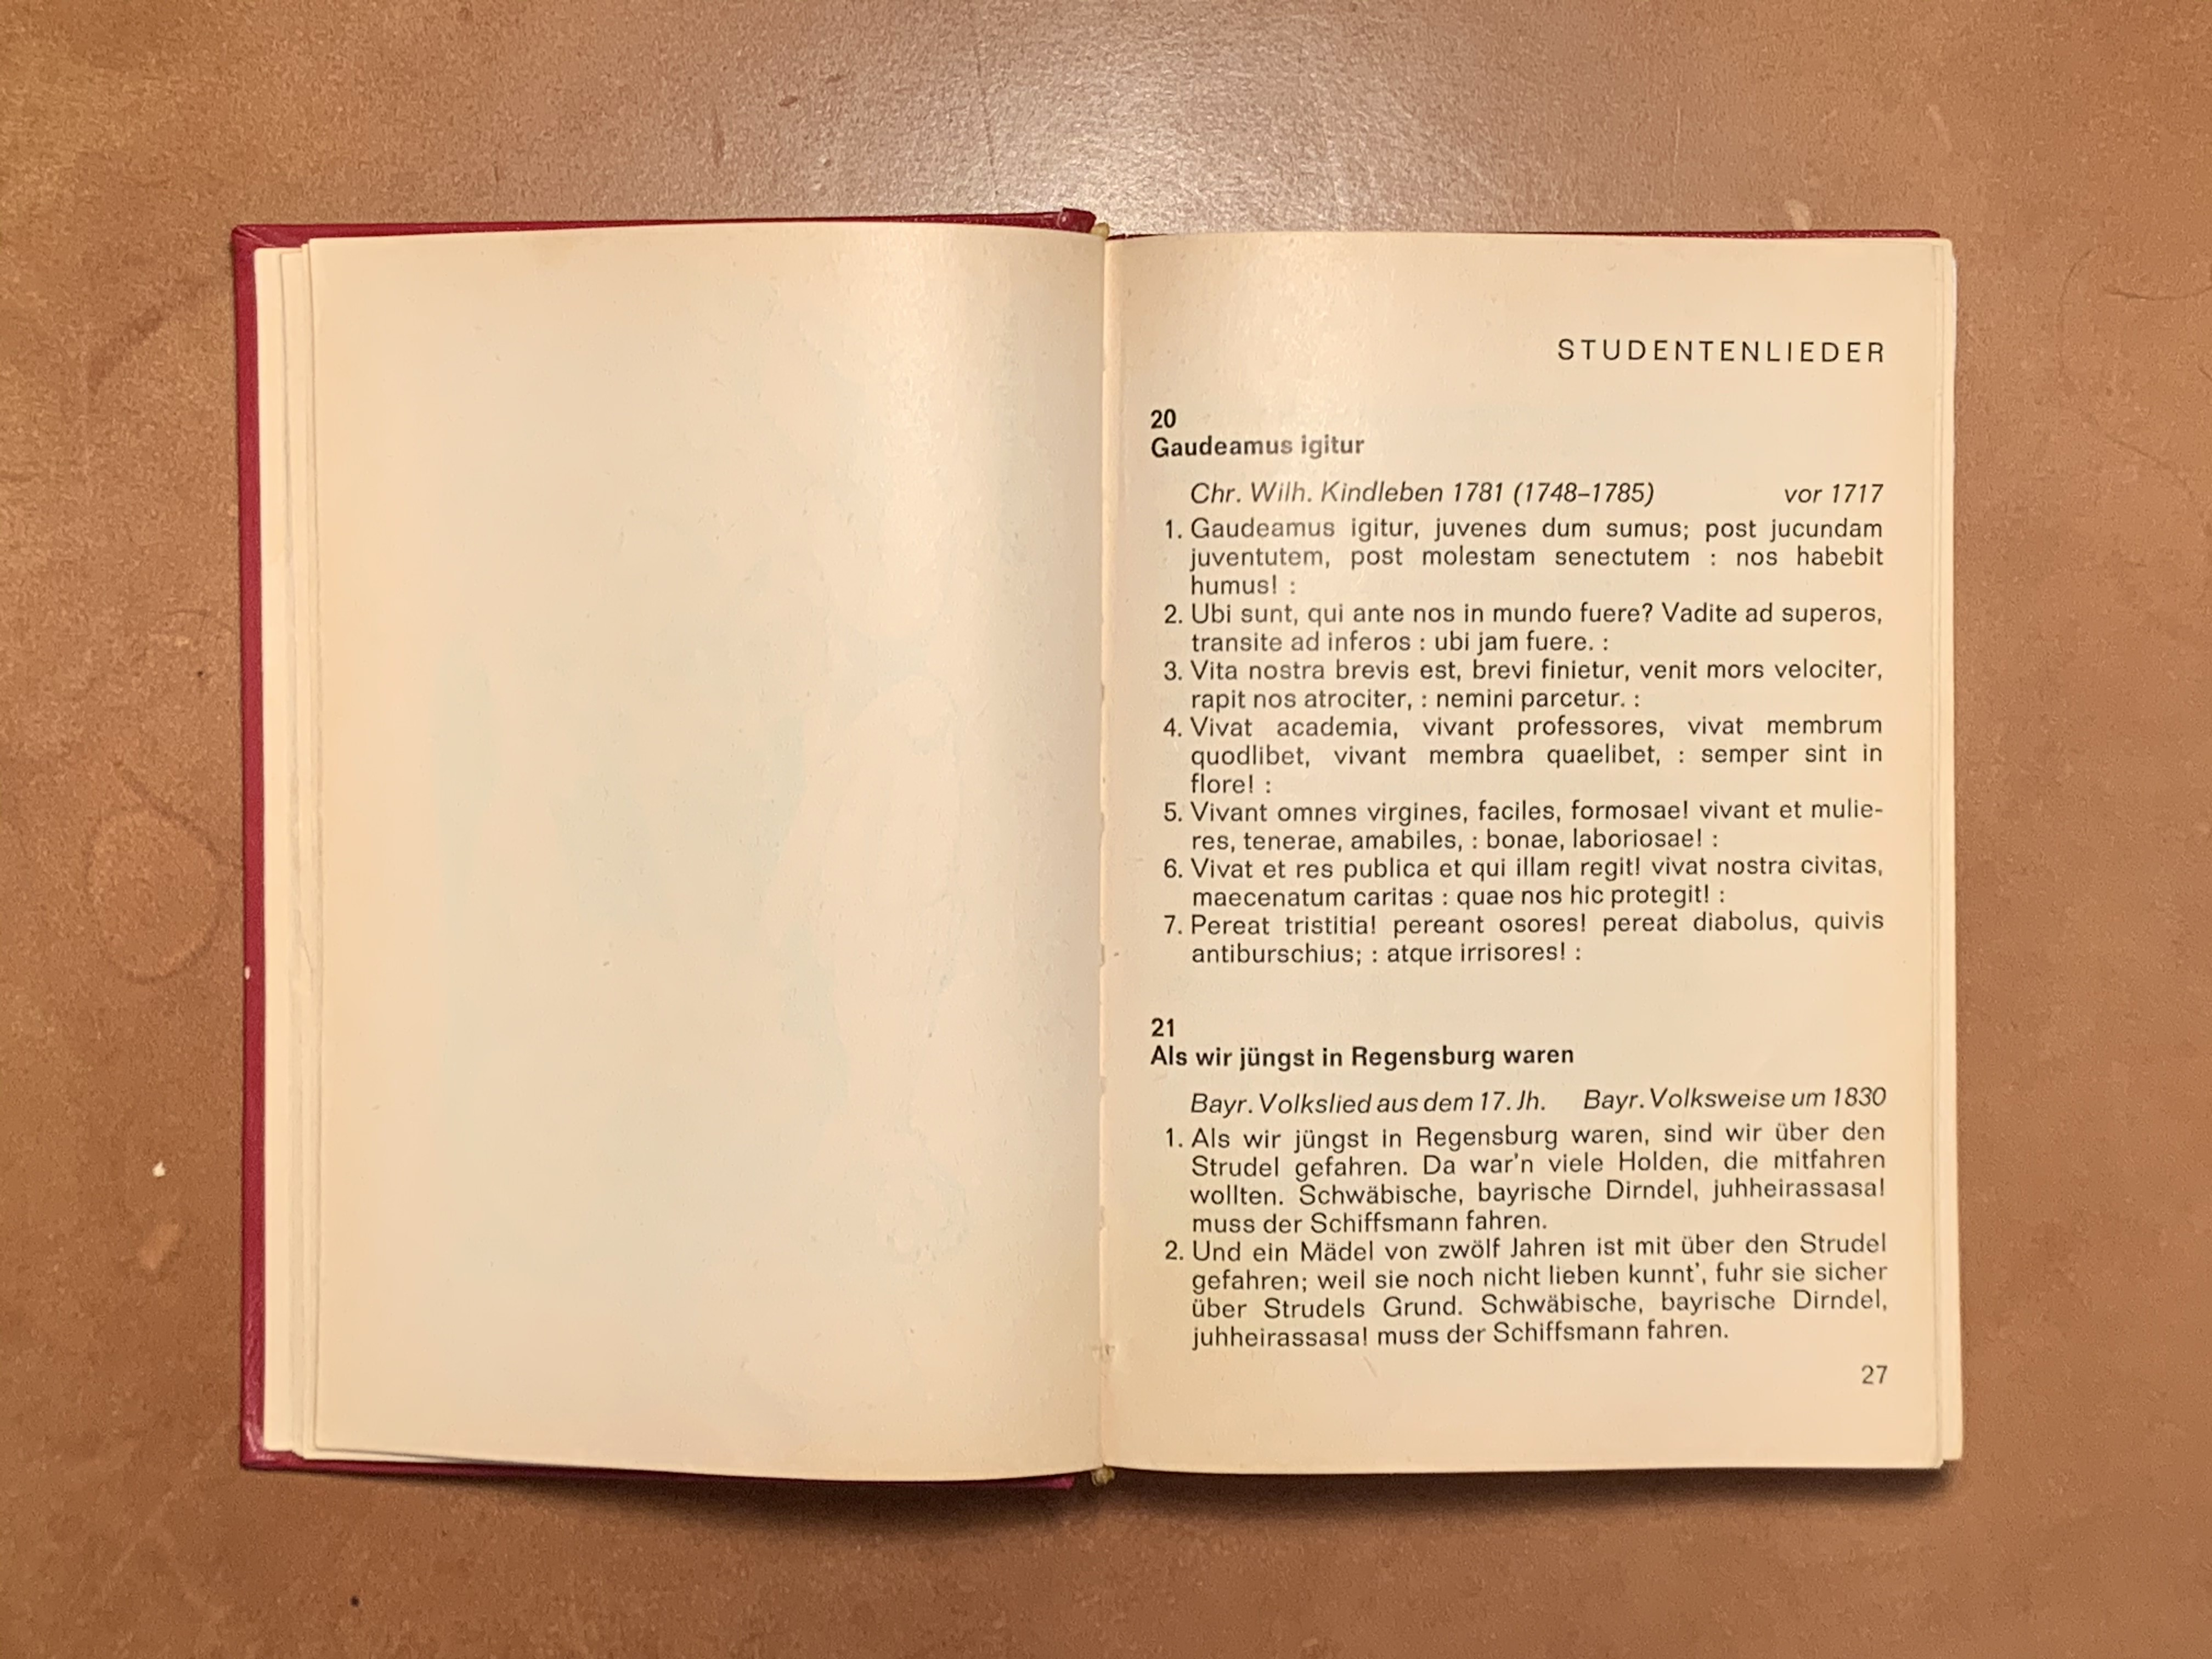 STUDENTENLIEDER
20
Gaudeamus igitur
Chr. Wilh. Kindleben 1781 (1748–1785) vor 1717
1. Gaudeamus igitur, juvenes dum sumus; post jucundam
juventutem, post molestam senectutem : nos habebit
humus! :
2. Ubi sunt, qui ante nos in mundo fuere? Vadite ad superos,
transite ad inferos : ubi jam fuere. :
3. Vita nostra brevis est, brevi finietur, venit mors velociter,
rapit nos atrociter, : nemini parcetur. :
4. Vivat academia, vivant professores, vivat membrum
quodlibet, vivant membra quaelibet, : semper sint in
flore! :
5. Vivant omnes virgines, faciles, formosae! vivant et mulie-
res, tenerae, amabiles, : bonae, laboriosae! :
6. Vivat et res publica et qui illam regit! vivat nostra civitas,
maecenatum caritas : quae nos hic protegit! :
7. Pereat tristitia! pereant osores! pereat diabolus, quivis
antiburschius; : atque irrisores! :
21
Als wir jüngst in Regensburg waren
Bayr. Volkslied aus dem 17. Jh. Bayr. Volksweise um 1830
1. Als wir jüngst in Regensburg waren, sind wir über den
Strudel gefahren. Da war'n viele Holden, die mitfahren
wollten. Schwäbische, bayrische Dirndel, juhheirassasa!
muss der Schiffsmann fahren.
2. Und ein Mädel von zwölf Jahren ist mit über den Strudel
gefahren; weil sie noch nicht lieben kunnt', fuhr sie sicher
über Strudels Grund. Schwäbische, bayrische Dirndel,
juhheirassasa! muss der Schiffsmann fahren.
27